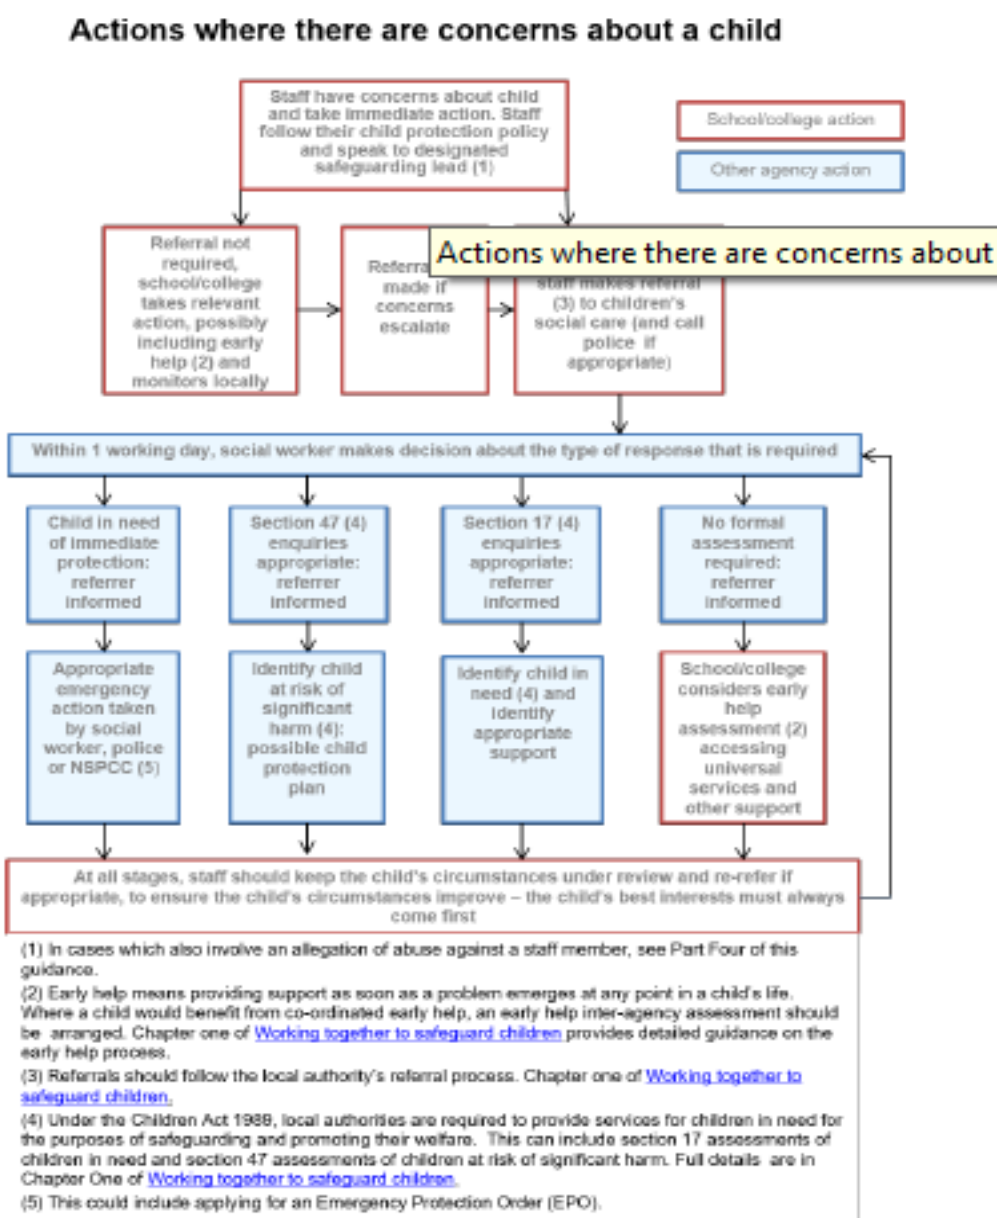 Actions where there are concerns about a child
Staff have concerns about child
and take immediate action. Staff
follow their child protection policy
and speak to designated
safeguarding lead (1)
School/college action
Other agency action
Referral not
required,
school/college
takes relevant
action, possibly
including early
help (2) and
monitors locally
made if
concerns
escalate
Actions where there are concerns about
staff makes referral
(3) to children's
social care (and call
police if
appropriate)
Within 1 working day, social worker makes decision about the type of response that is required
Child in need
of immediate
protection:
referrer
informed
Section 47 (4)
enquiries
appropriate:
referrer
informed
Section 17 (4)
enquiries
appropriate:
referrer
informed
No formal
assessment
required:
referrer
informed
Appropriate
emergency
action taken
by social
worker, police
or NSPCC (5)
Identify child
at risk of
significant
harm (4):
possible child
protection
plan
Identify child in
need (4) and
identify
appropriate
support
School/college
considers early
help
assessment (2)
accessing
universal
services and
other support
At all stages, staff should keep the child's circumstances under review and re-refer if
appropriate, to ensure the child's circumstances improve – the child's best interests must always
come first
(1) In cases which also involve an allegation of abuse against a staff member, see Part Four of this
guidance.
(2) Early help means providing support as soon as a problem emerges at any point in a child's life.
Where a child would benefit from co-ordinated early help, an early help inter-agency assessment should
be arranged. Chapter one of Working together to safeguard children provides detailed guidance on the
early help process.
(3) Referrals should follow the local authority's referral process. Chapter one of Working together to
safeguard children.
(4) Under the Children Act 1989, local authorities are required to provide services for children in need for
the purposes of safeguarding and promoting their welfare. This can include section 17 assessments of
children in need and section 47 assessments of children at risk of significant harm. Full details are in
Chapter One of Working together to safeguard children.
(5) This could include applying for an Emergency Protection Order (EPO).